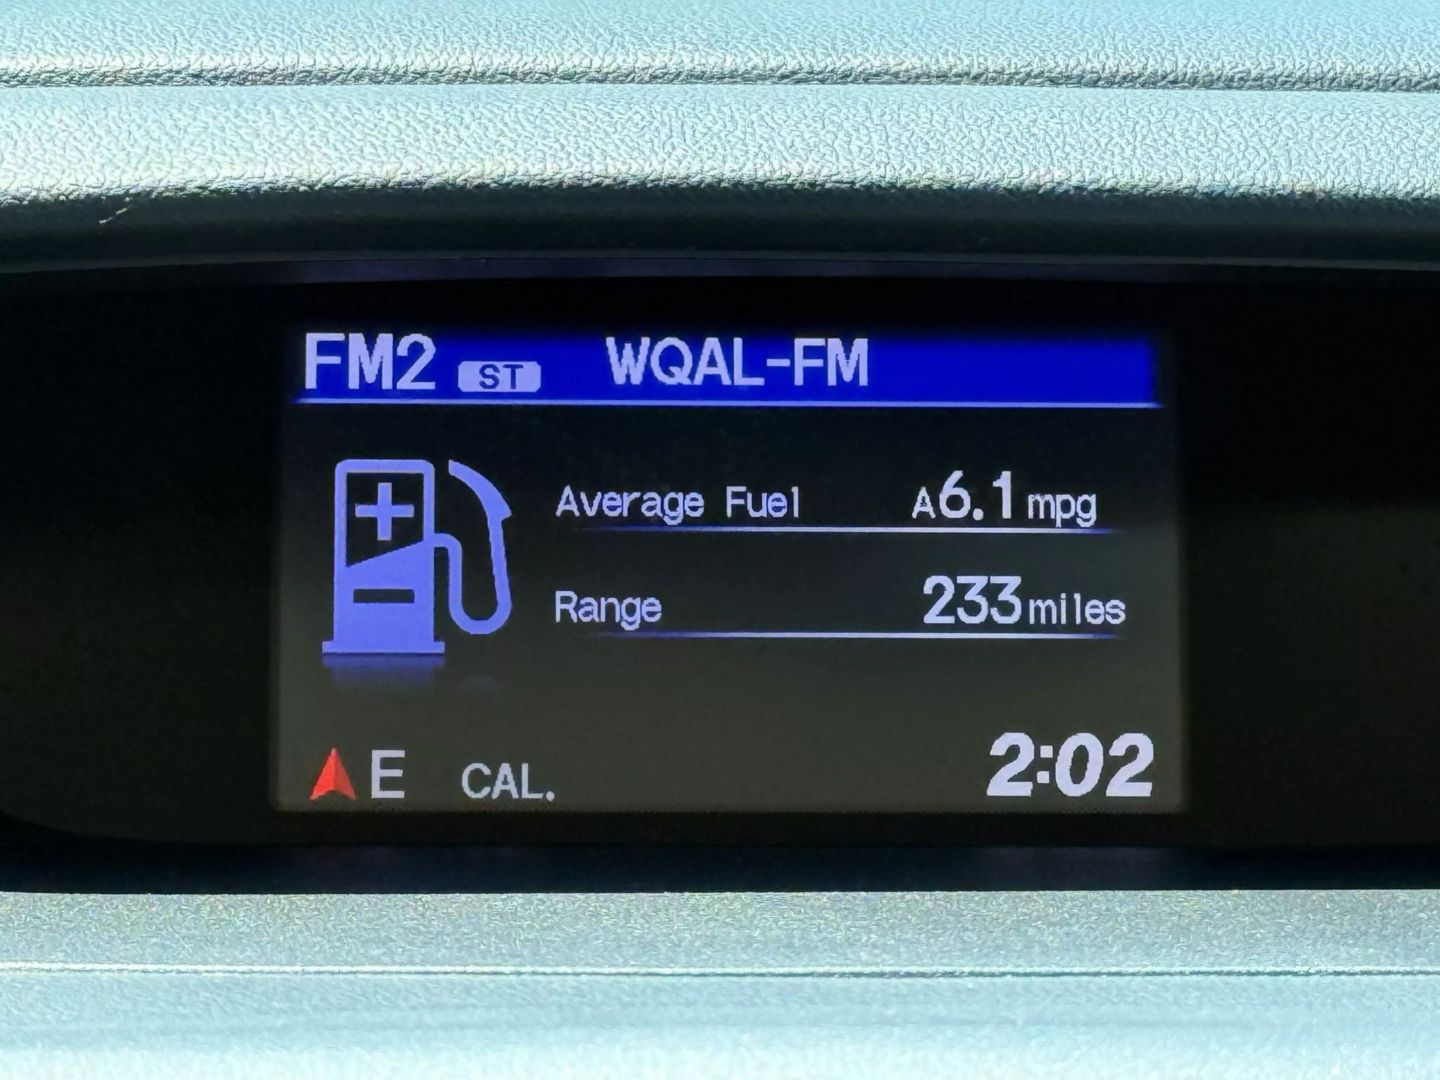 FM2 ST WQAL-FM
Average Fuel A6.1 mpg
Range 233 miles
E CAL. 2:02